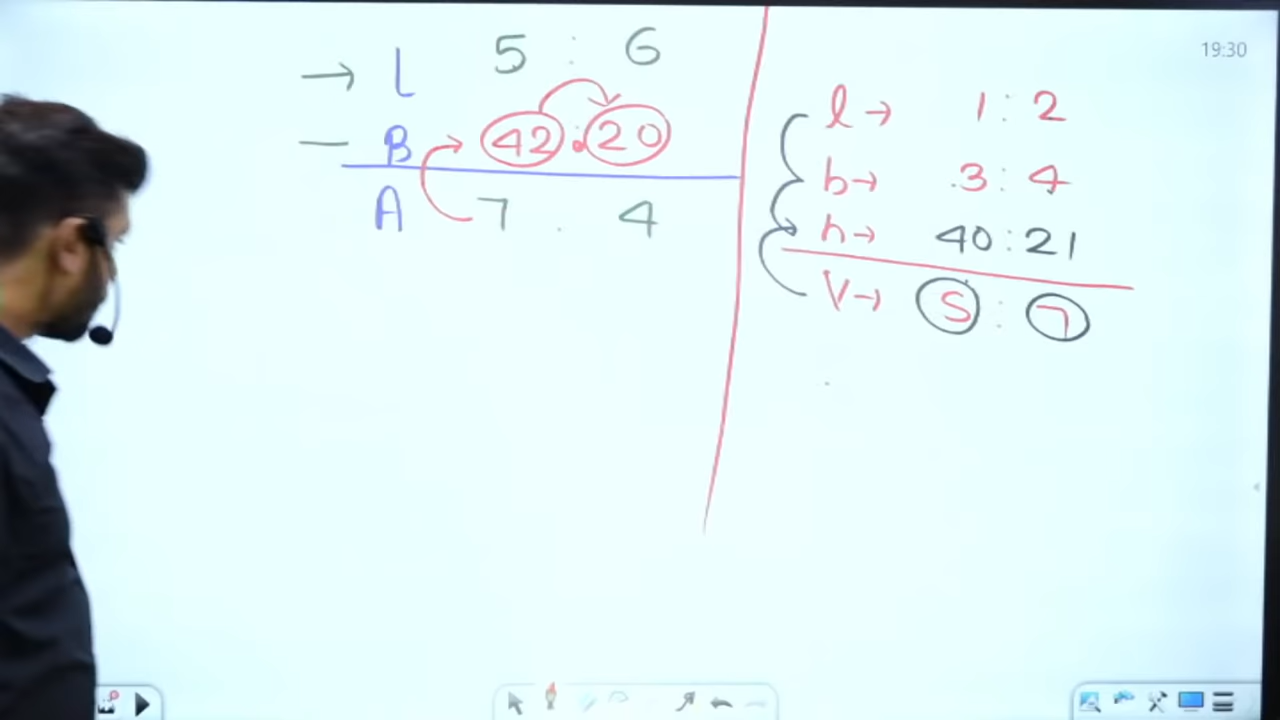 → l 5 : 6
— B 42 : 20
A 7 . 4
19:30
l → 1 : 2
b → 3 : 4
h → 40 : 21
V → 5 : 7